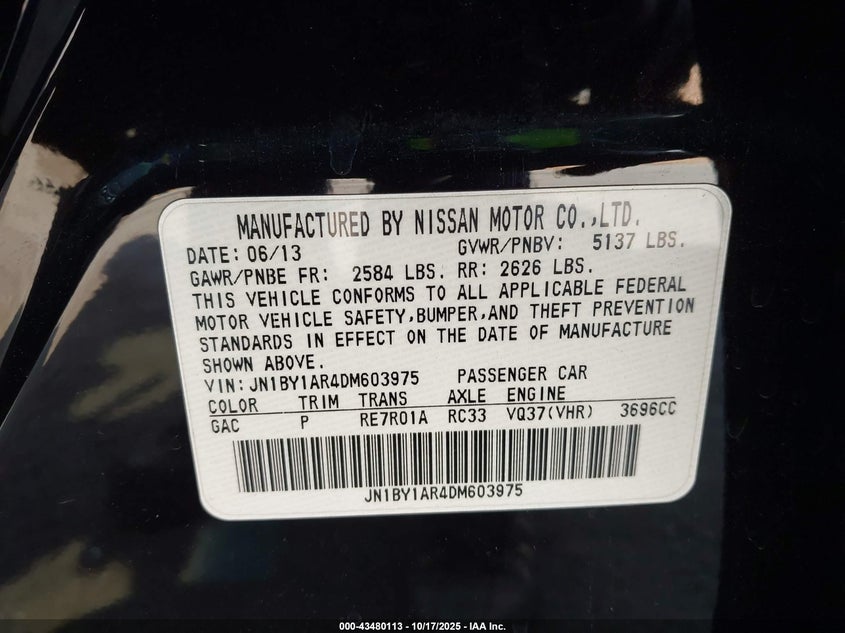 MANUFACTURED BY NISSAN MOTOR CO.,LTD.
DATE: 06/13 GVWR/PNBV: 5137 LBS.
GAWR/PNBE FR: 2584 LBS. RR: 2626 LBS.
THIS VEHICLE CONFORMS TO ALL APPLICABLE FEDERAL
MOTOR VEHICLE SAFETY,BUMPER,AND THEFT PREVENTION
STANDARDS IN EFFECT ON THE DATE OF MANUFACTURE
SHOWN ABOVE.
VIN: JN1BY1AR4DM603975 PASSENGER CAR
COLOR TRIM TRANS AXLE ENGINE
GAC P RE7R01A RC33 VQ37(VHR) 3696CC
JN1BY1AR4DM603975
000-43480113 - 10/17/2025 - IAA Inc.